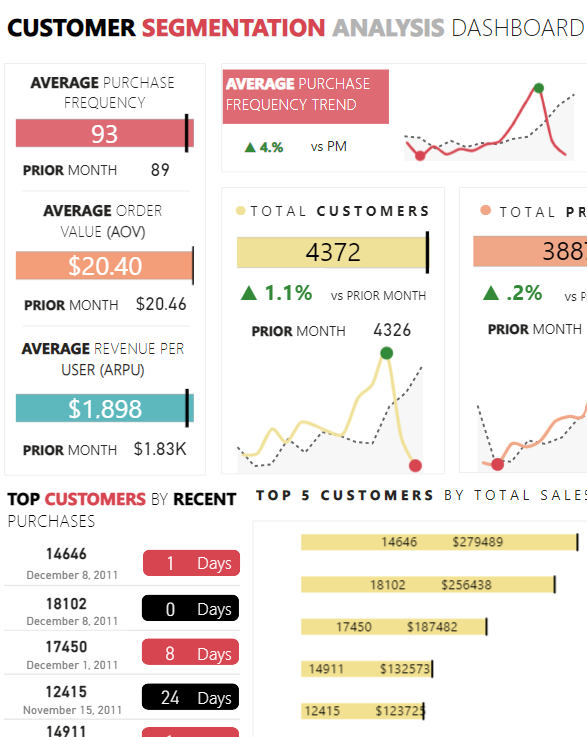 CUSTOMER SEGMENTATION ANALYSIS DASHBOARD
AVERAGE PURCHASE
FREQUENCY
93
PRIOR MONTH 89
AVERAGE ORDER
VALUE (AOV)
$20.40
PRIOR MONTH $20.46
AVERAGE REVENUE PER
USER (ARPU)
$1,898
PRIOR MONTH $1.83K
AVERAGE PURCHASE
FREQUENCY TREND
▲ 4.% vs PM
TOTAL CUSTOMERS
4372
▲ 1.1% vs PRIOR MONTH
PRIOR MONTH 4326
TOTAL PR
3887
▲ .2% vs P
PRIOR MONTH
TOP CUSTOMERS BY RECENT
PURCHASES
14646
December 8, 2011
1 Days
18102
December 8, 2011
0 Days
17450
December 1, 2011
8 Days
12415
November 15, 2011
24 Days
14911
TOP 5 CUSTOMERS BY TOTAL SALES
14646 $279489
18102 $256438
17450 $187482
14911 $132573
12415 $123725